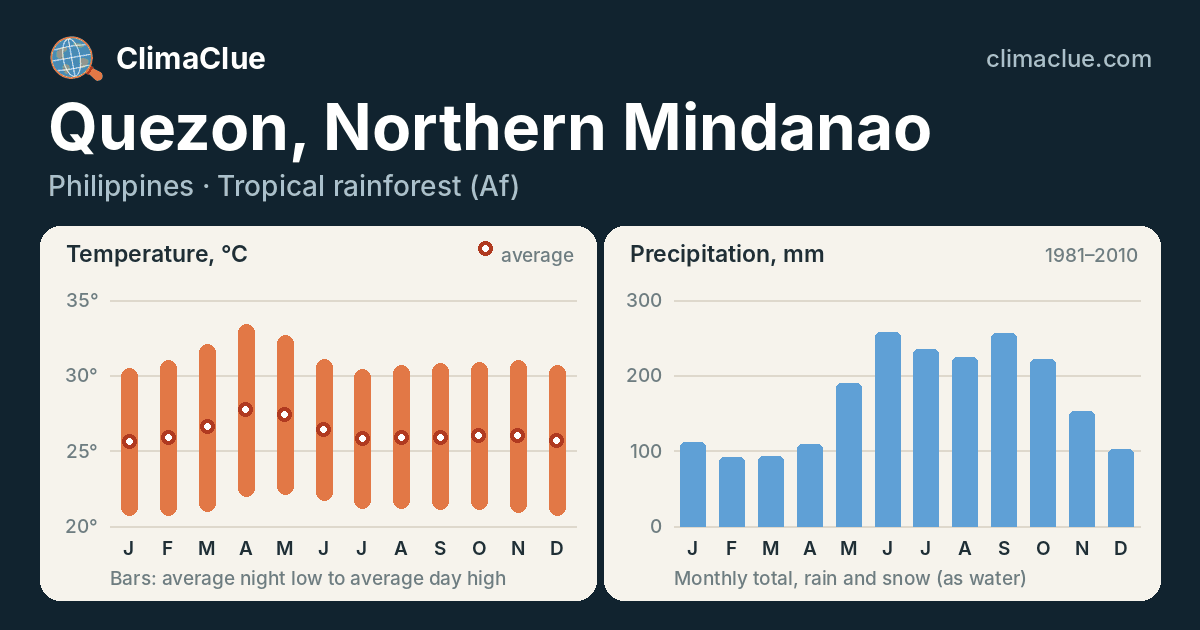 ClimaClue
climaclue.com
Quezon, Northern Mindanao
Philippines · Tropical rainforest (Af)
Temperature, °C
average
35°
30°
25°
20°
J F M A M J J A S O N D
Bars: average night low to average day high
Precipitation, mm
1981–2010
300
200
100
0
J F M A M J J A S O N D
Monthly total, rain and snow (as water)